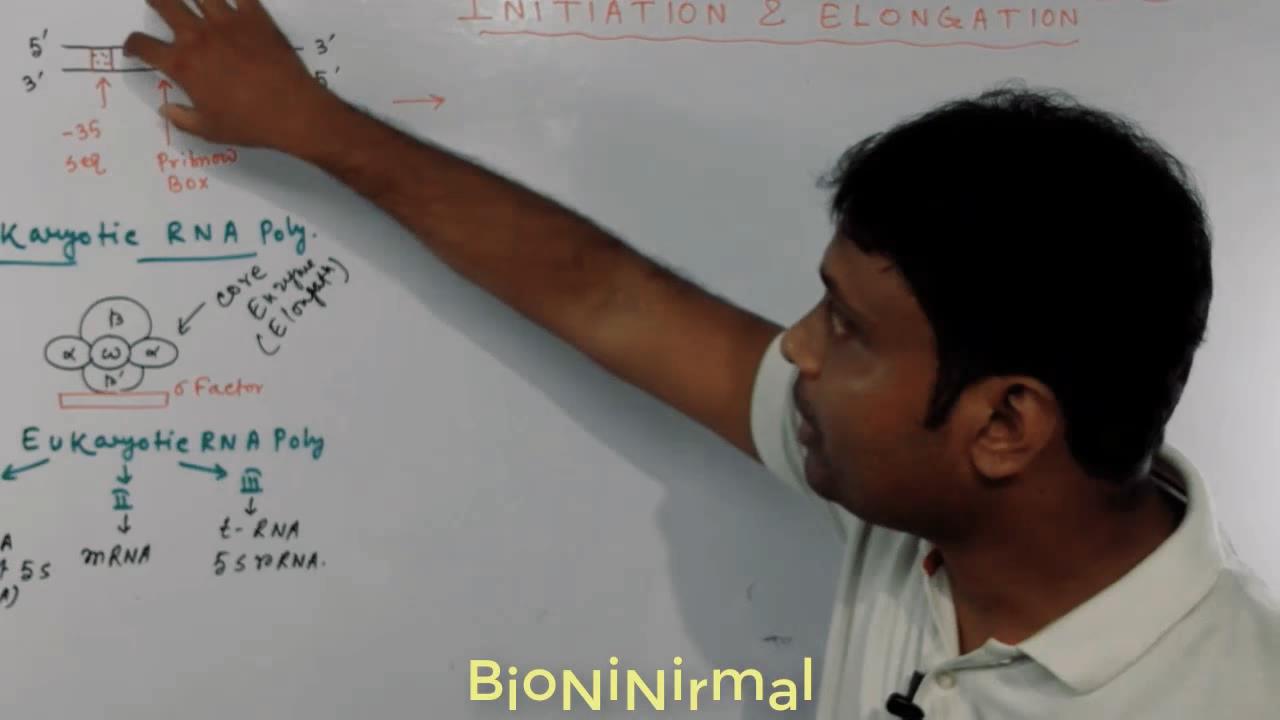 INITIATION & ELONGATION
5' 3'
3' 5'
-35
seq
Pribnow
Box
Karyotic RNA Poly.
core
Enzyme
B
α ω α
B'
σ Factor
EuKaryotic RNA Poly
II III
mRNA
t-RNA
5s rRNA.
A
5s
A)
BioNiNirmal